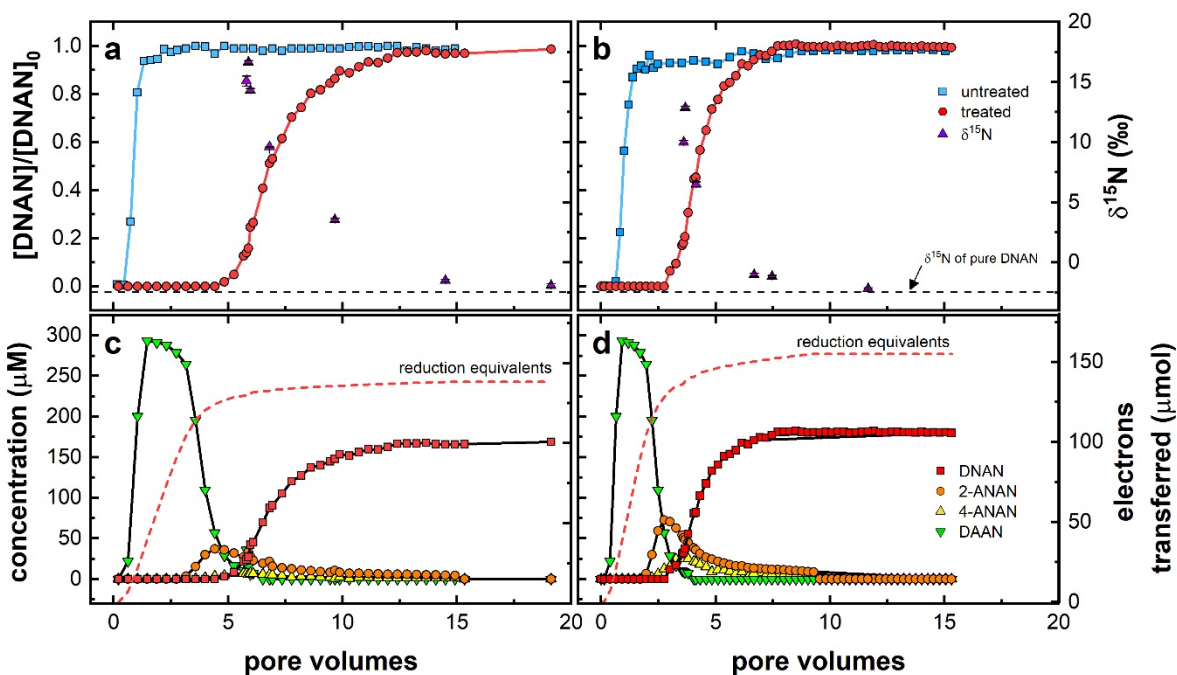 a
b
1.0
0.8
0.6
0.4
0.2
0.0
[DNAN]/[DNAN]0
untreated
treated
δ15N
20
15
10
5
0
δ15N (‰)
δ15N of pure DNAN
c
d
300
250
200
150
100
50
0
concentration (μM)
reduction equivalents
reduction equivalents
DNAN
2-ANAN
4-ANAN
DAAN
150
100
50
0
electrons
transferred (μmol)
0 5 10 15 20
0 5 10 15 20
pore volumes
pore volumes